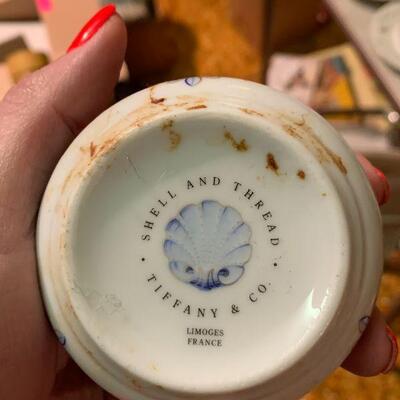 • SHELL AND THREAD •
TIFFANY & CO.
LIMOGES
FRANCE